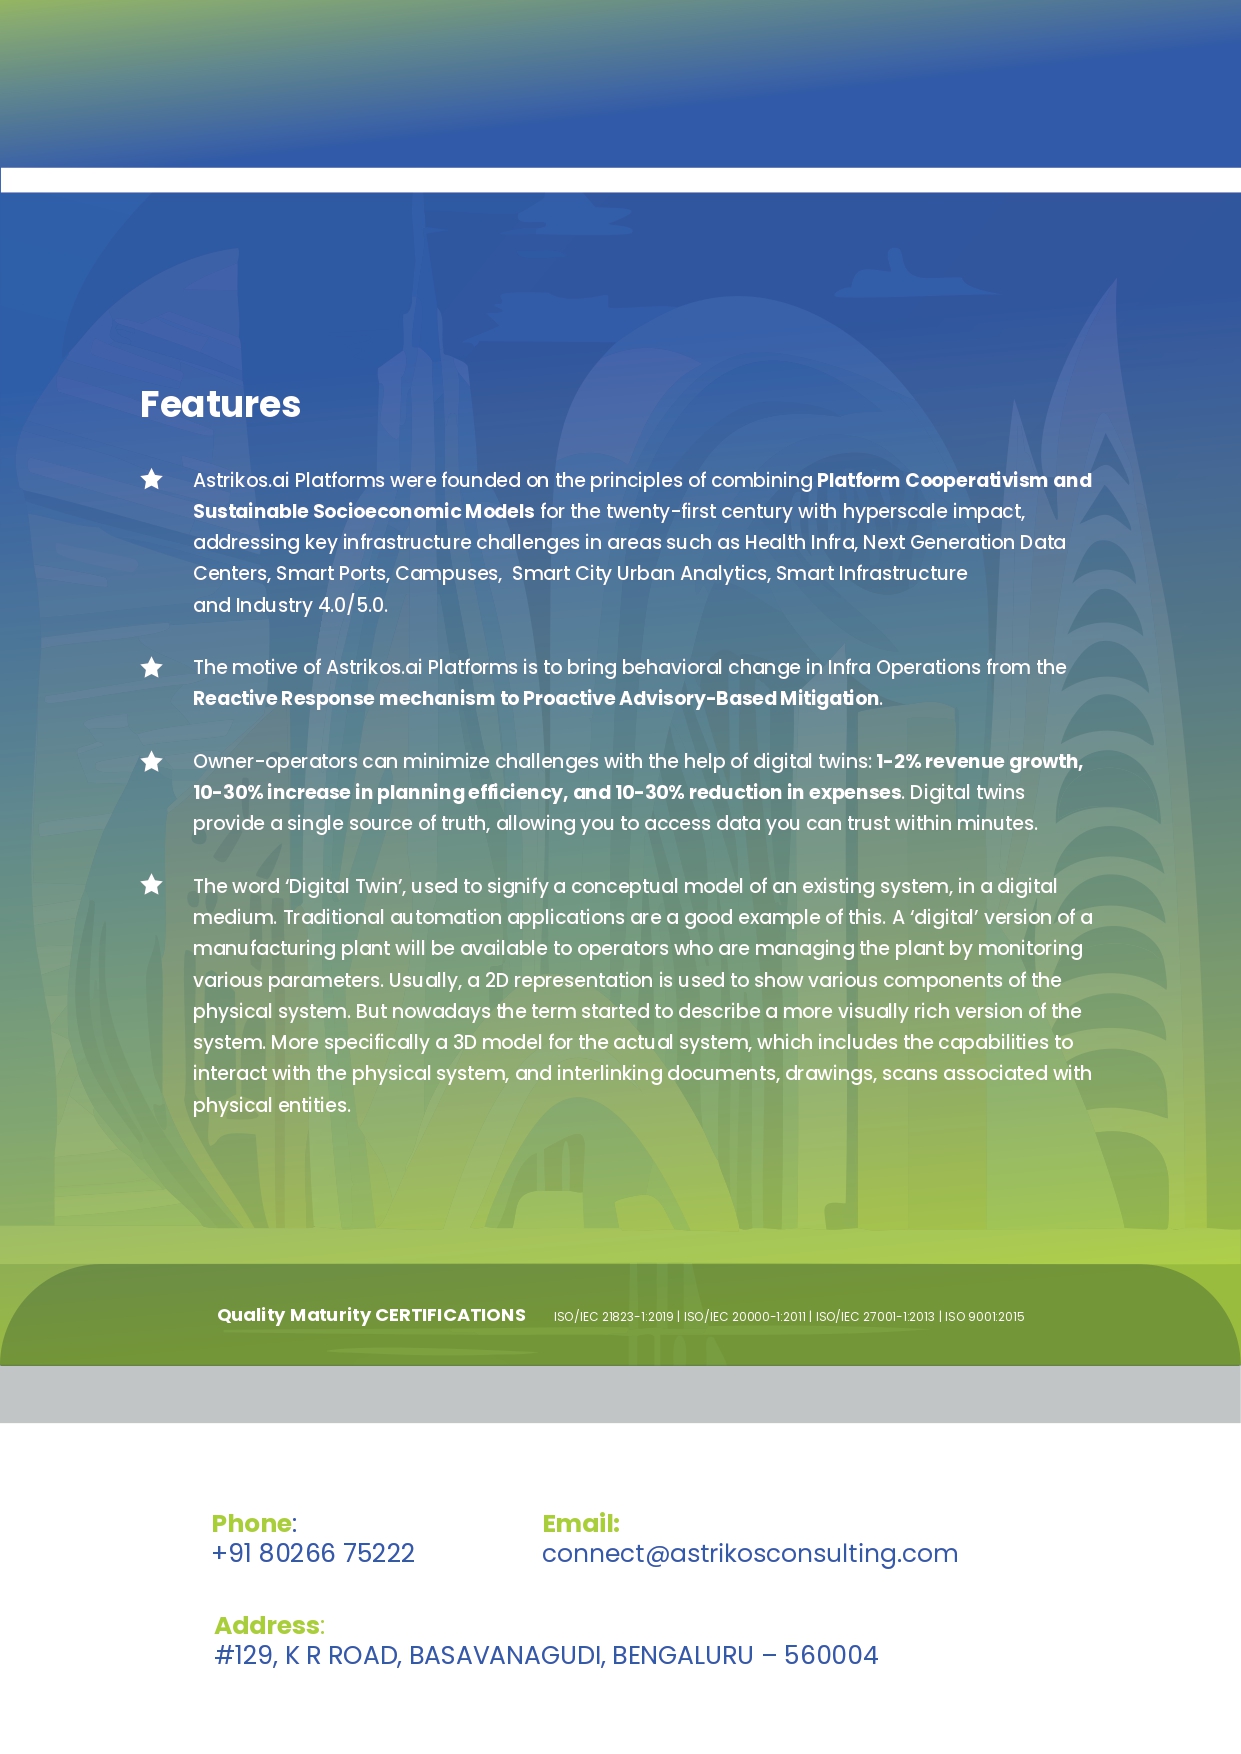 Features
Astrikos.ai Platforms were founded on the principles of combining Platform Cooperativism and
Sustainable Socioeconomic Models for the twenty-first century with hyperscale impact,
addressing key infrastructure challenges in areas such as Health Infra, Next Generation Data
Centers, Smart Ports, Campuses,  Smart City Urban Analytics, Smart Infrastructure
and Industry 4.0/5.0.
The motive of Astrikos.ai Platforms is to bring behavioral change in Infra Operations from the
Reactive Response mechanism to Proactive Advisory-Based Mitigation.
Owner-operators can minimize challenges with the help of digital twins: 1-2% revenue growth,
10-30% increase in planning efficiency, and 10-30% reduction in expenses. Digital twins
provide a single source of truth, allowing you to access data you can trust within minutes.
The word ‘Digital Twin’, used to signify a conceptual model of an existing system, in a digital
medium. Traditional automation applications are a good example of this. A ‘digital’ version of a
manufacturing plant will be available to operators who are managing the plant by monitoring
various parameters. Usually, a 2D representation is used to show various components of the
physical system. But nowadays the term started to describe a more visually rich version of the
system. More specifically a 3D model for the actual system, which includes the capabilities to
interact with the physical system, and interlinking documents, drawings, scans associated with
physical entities.
Quality Maturity CERTIFICATIONS ISO/IEC 21823-1:2019 | ISO/IEC 20000-1:2011 | ISO/IEC 27001-1:2013 | ISO 9001:2015
Phone:
+91 80266 75222
Email:
connect@astrikosconsulting.com
Address:
#129, K R ROAD, BASAVANAGUDI, BENGALURU – 560004